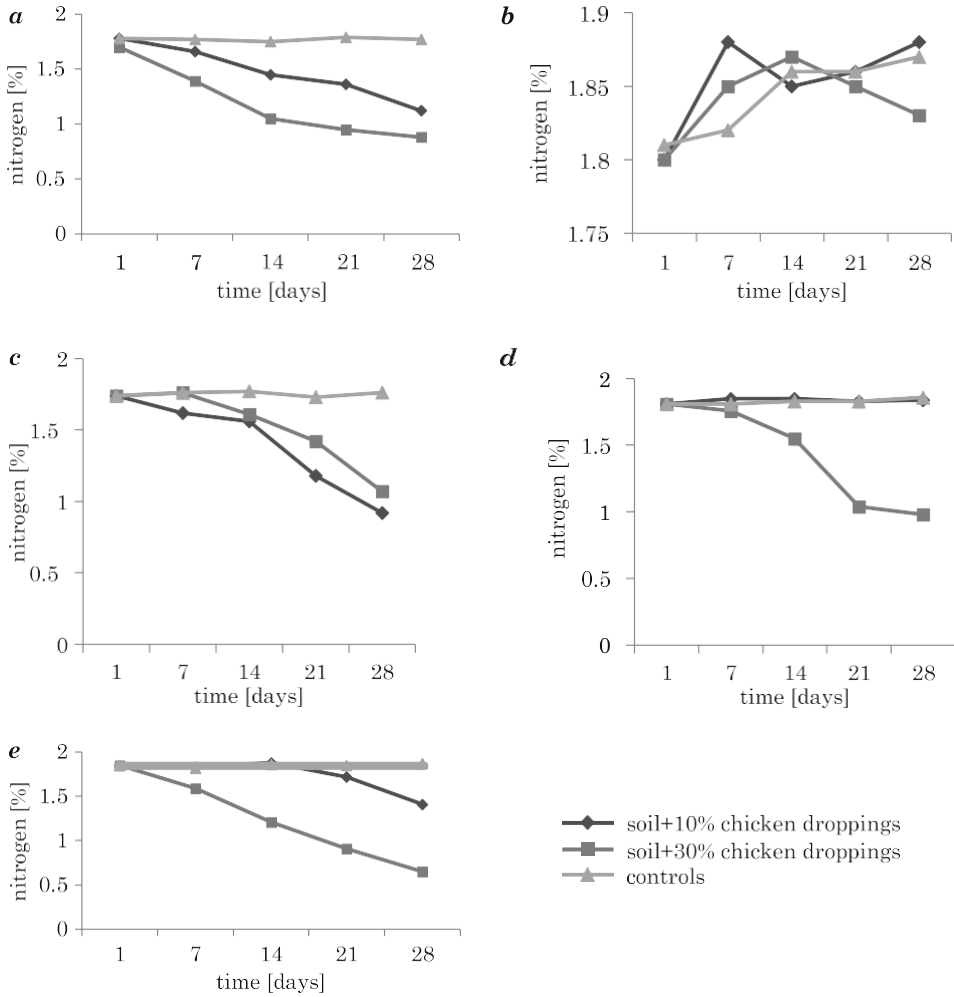 a
2
1.5
1
0.5
0
nitrogen [%]
1 7 14 21 28
time [days]
b
1.9
1.85
1.8
1.75
nitrogen [%]
1 7 14 21 28
time [days]
c
2
1.5
1
0.5
0
nitrogen [%]
1 7 14 21 28
time [days]
d
2
1.5
1
0.5
0
nitrogen [%]
1 7 14 21 28
time [days]
e
2
1.5
1
0.5
0
nitrogen [%]
1 7 14 21 28
time [days]
soil+10% chicken droppings
soil+30% chicken droppings
controls